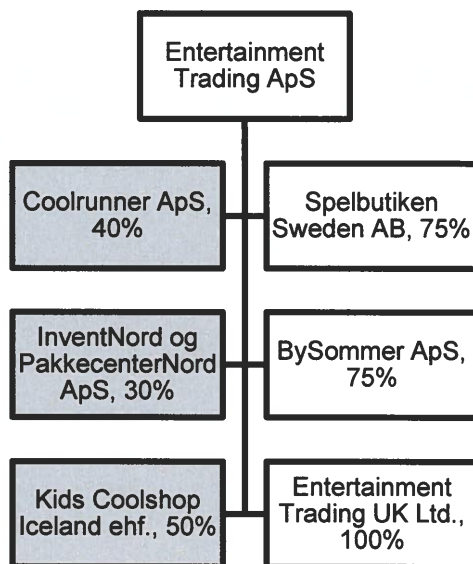 Entertainment
Trading ApS
Coolrunner ApS,
40%
Spelbutiken
Sweden AB, 75%
InventNord og
PakkecenterNord
ApS, 30%
BySommer ApS,
75%
Kids Coolshop
Iceland ehf., 50%
Entertainment
Trading UK Ltd.,
100%